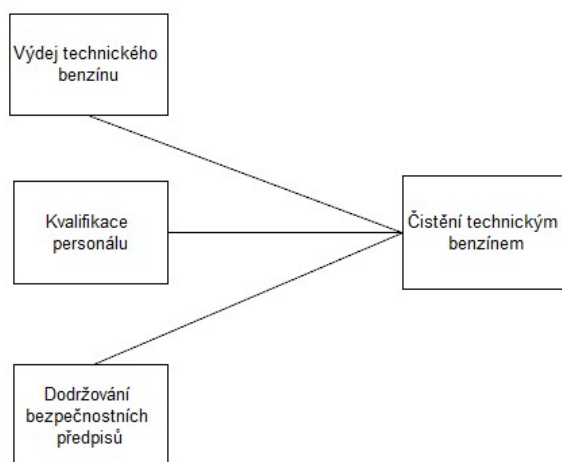 Výdej technického
benzínu
Kvalifikace
personálu
Čistění technickým
benzínem
Dodržování
bezpečnostních
předpisů